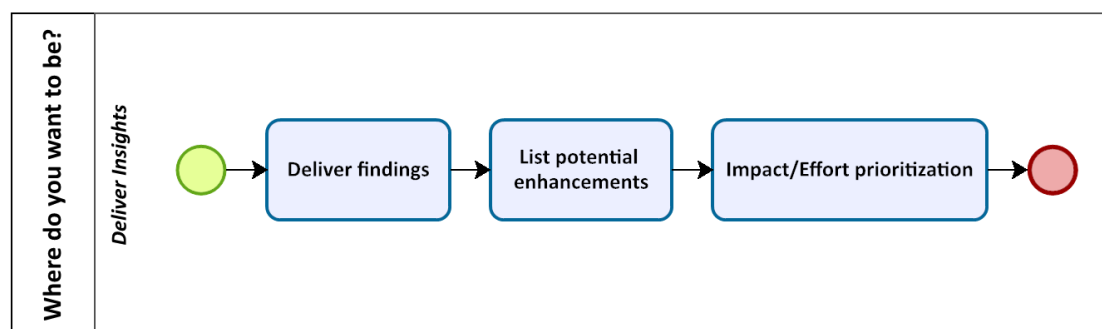 Where do you want to be?
Deliver Insights
Deliver findings
List potential
enhancements
Impact/Effort prioritization